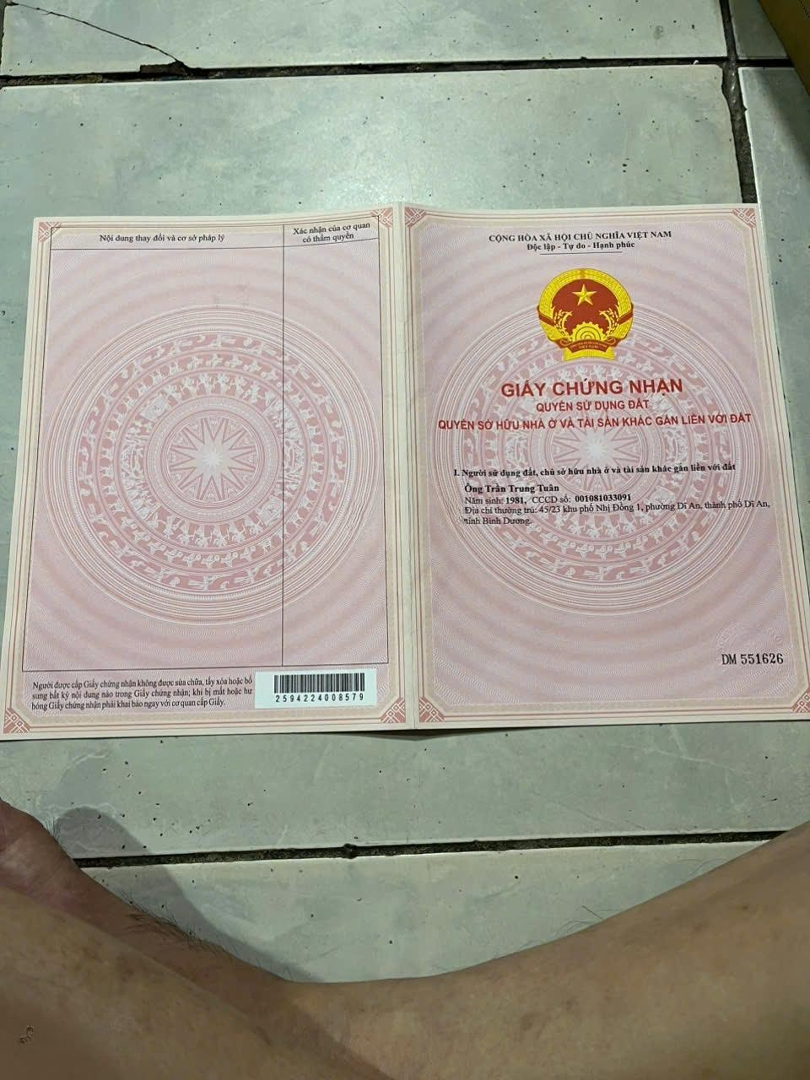 Nội dung thay đổi và cơ sở pháp lý
Xác nhận của cơ quan
có thẩm quyền
Người được cấp Giấy chứng nhận không được sửa chữa, tẩy xóa hoặc bổ
sung bất kỳ nội dung nào trong Giấy chứng nhận; khi bị mất hoặc hư
hỏng Giấy chứng nhận phải khai báo ngay với cơ quan cấp Giấy.
2594224008579
CỘNG HÒA XÃ HỘI CHỦ NGHĨA VIỆT NAM
Độc lập - Tự do - Hạnh phúc
GIẤY CHỨNG NHẬN
QUYỀN SỬ DỤNG ĐẤT
QUYỀN SỞ HỮU NHÀ Ở VÀ TÀI SẢN KHÁC GẮN LIỀN VỚI ĐẤT
I. Người sử dụng đất, chủ sở hữu nhà ở và tài sản khác gắn liền với đất
Ông Trần Trung Tuân
Năm sinh: 1981, CCCD số: 001081033091
Địa chỉ thường trú: 45/23 khu phố Nhị Đồng 1, phường Dĩ An, thành phố Dĩ An,
tỉnh Bình Dương.
DM 551626